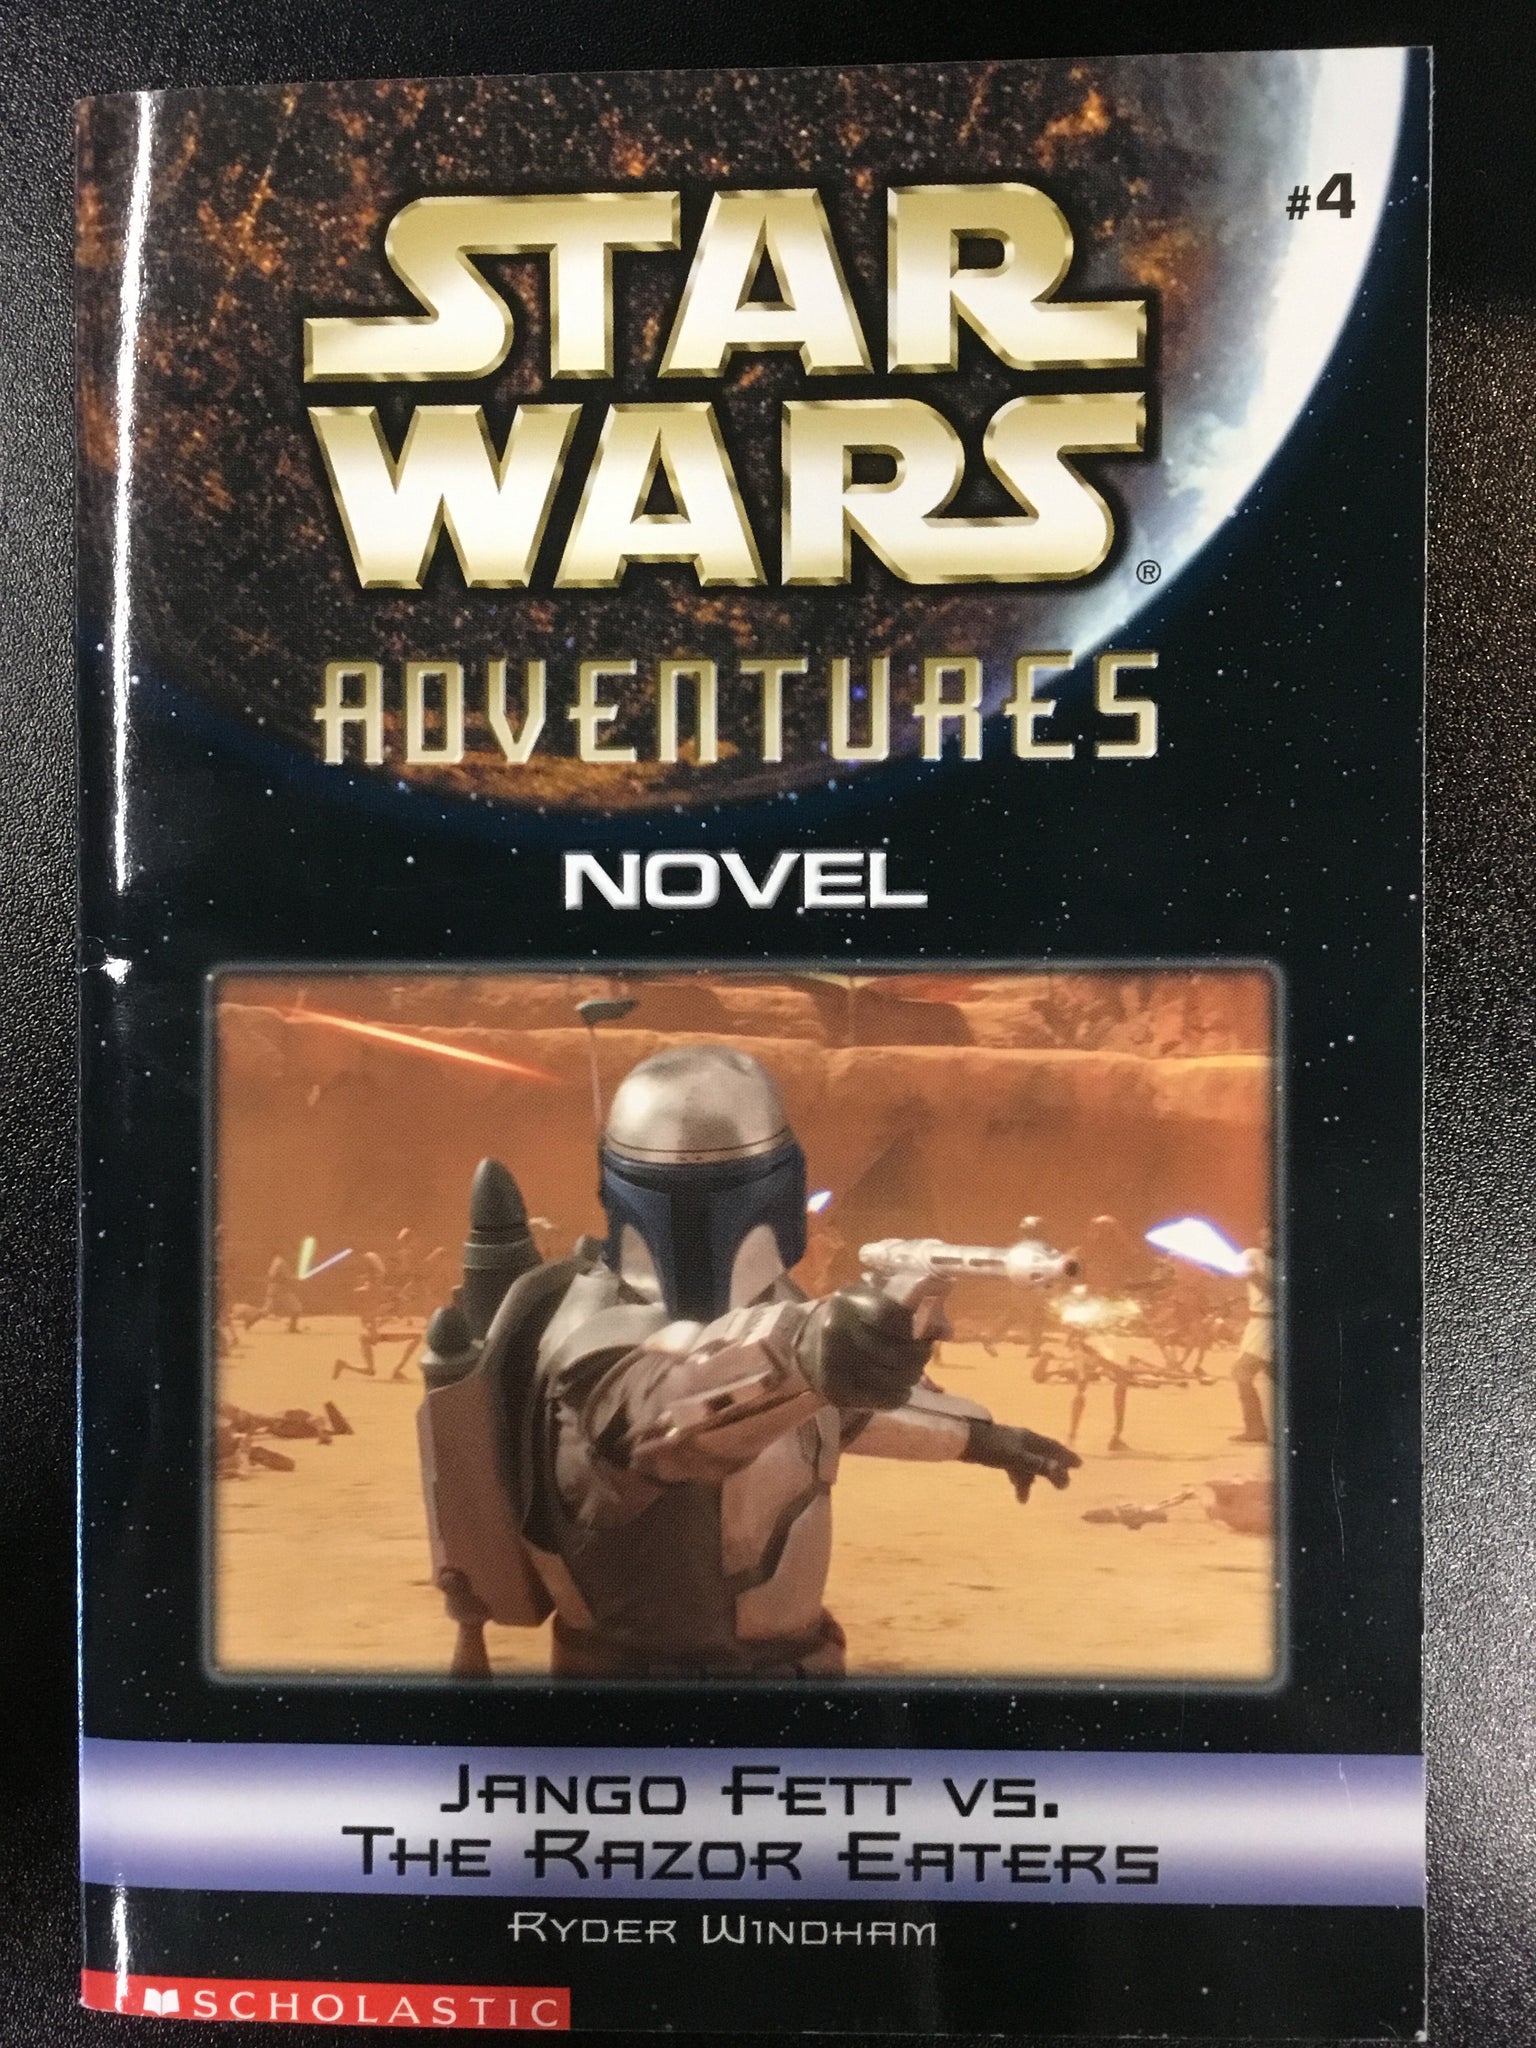 #4
STAR
WARS®
ADVENTURES
NOVEL
JANGO FETT VS.
THE RAZOR EATERS
RYDER WINDHAM
SCHOLASTIC